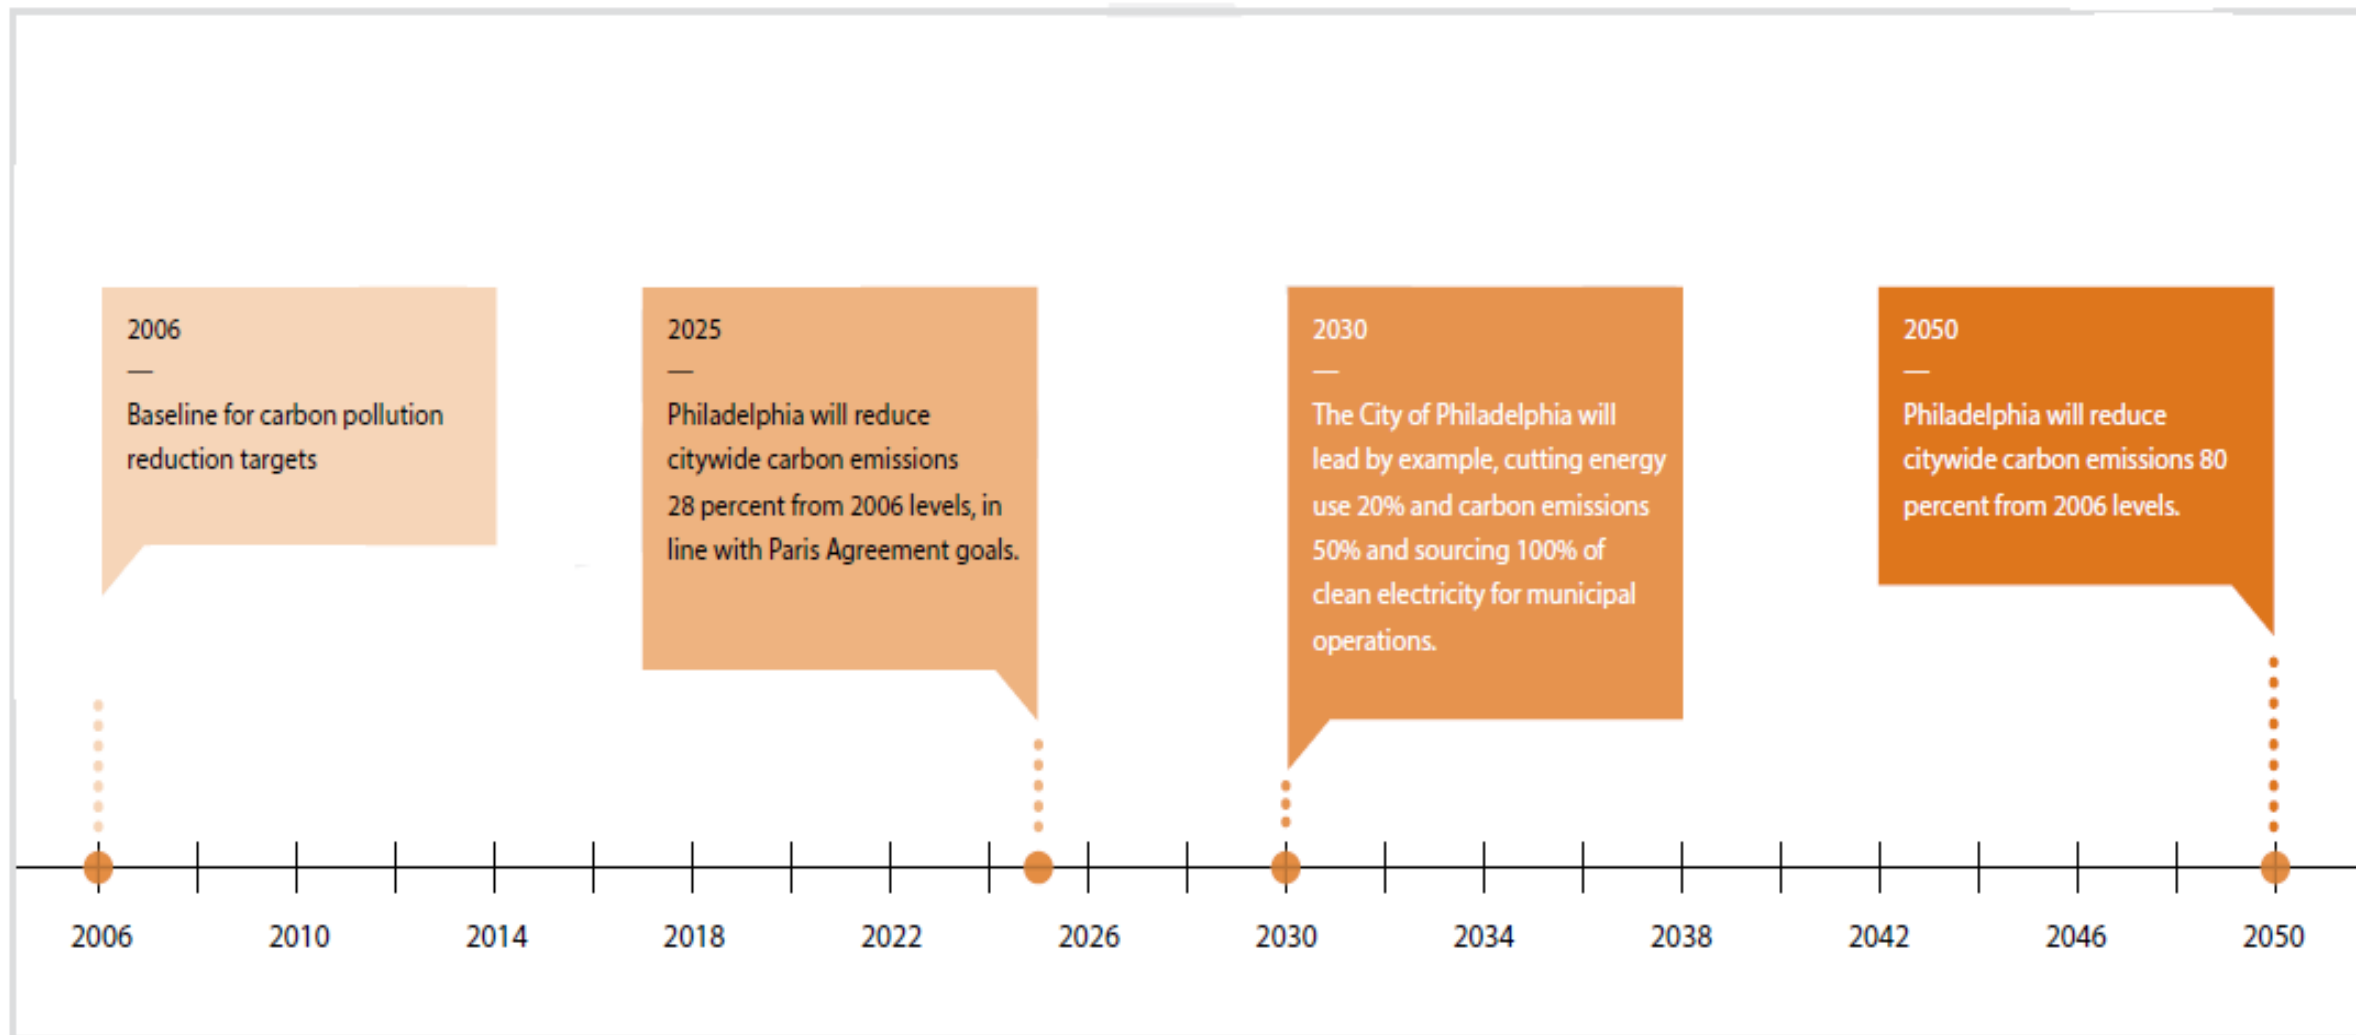 2006
—
Baseline for carbon pollution
reduction targets
2025
—
Philadelphia will reduce
citywide carbon emissions
28 percent from 2006 levels, in
line with Paris Agreement goals.
2030
—
The City of Philadelphia will
lead by example, cutting energy
use 20% and carbon emissions
50% and sourcing 100% of
clean electricity for municipal
operations.
2050
—
Philadelphia will reduce
citywide carbon emissions 80
percent from 2006 levels.
2006 2010 2014 2018 2022 2026 2030 2034 2038 2042 2046 2050